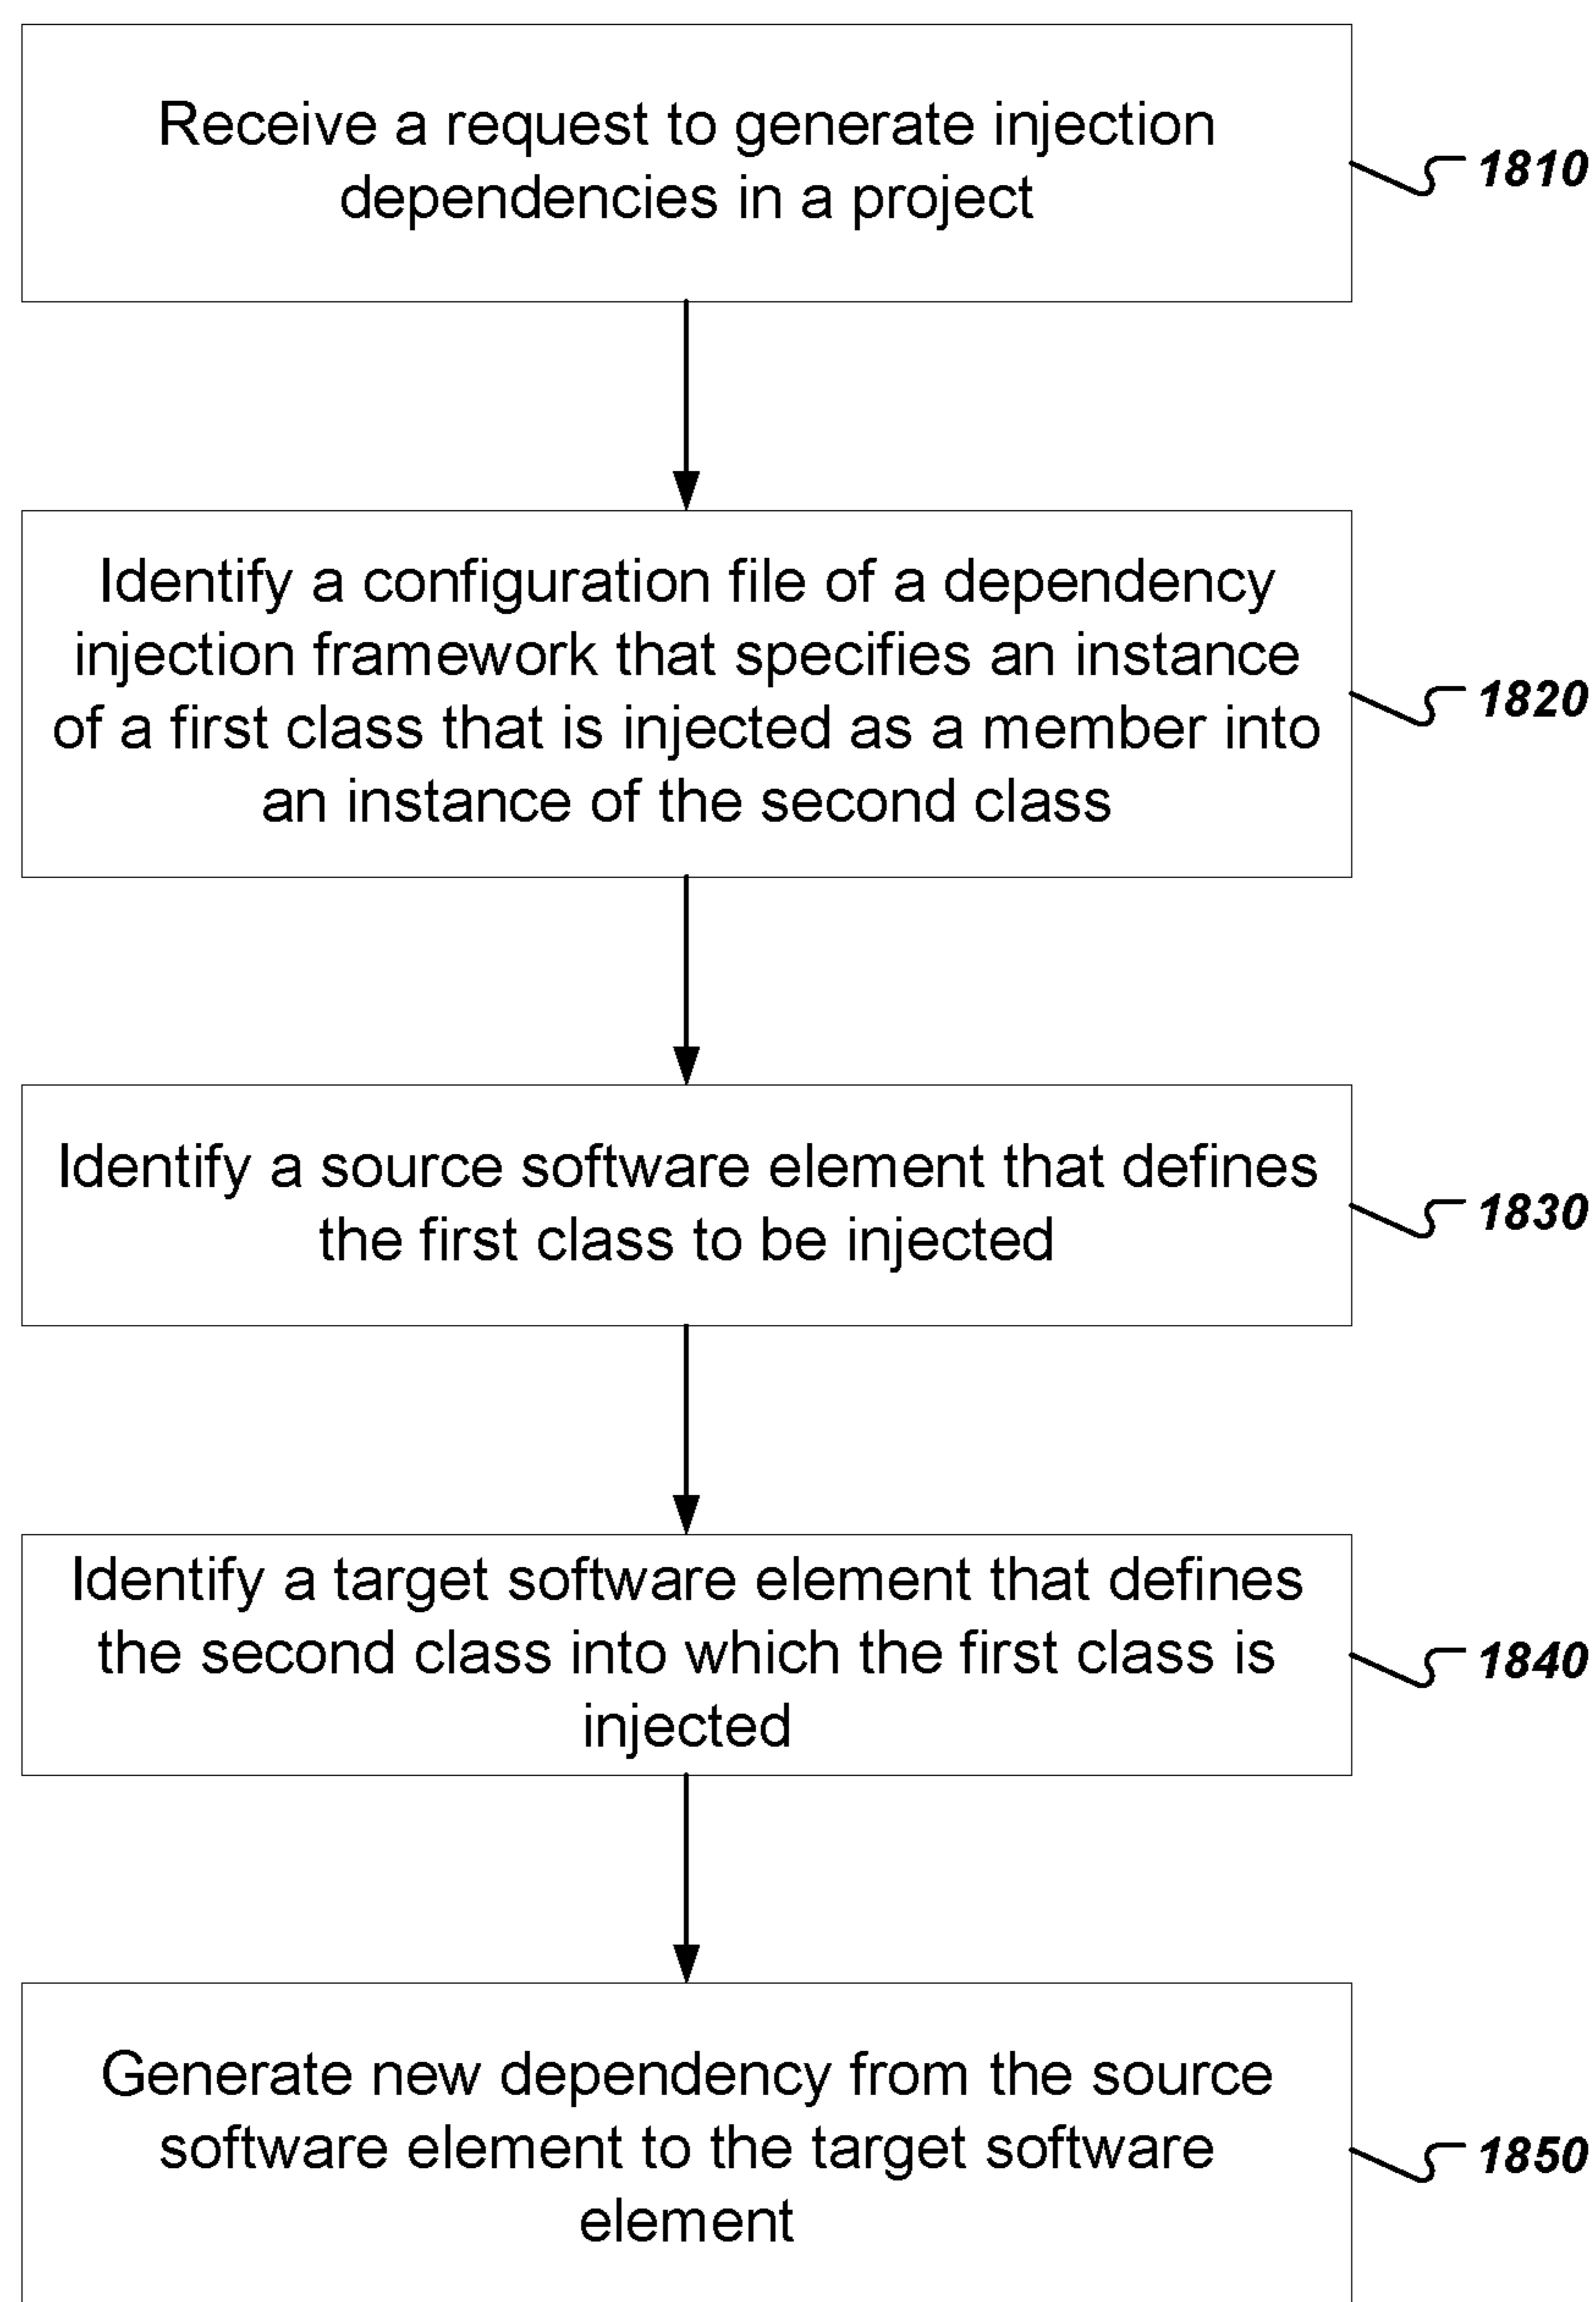 Receive a request to generate injection
dependencies in a project
1810
Identify a configuration file of a dependency
injection framework that specifies an instance
of a first class that is injected as a member into
an instance of the second class
1820
Identify a source software element that defines
the first class to be injected
1830
Identify a target software element that defines
the second class into which the first class is
injected
1840
Generate new dependency from the source
software element to the target software
element
1850